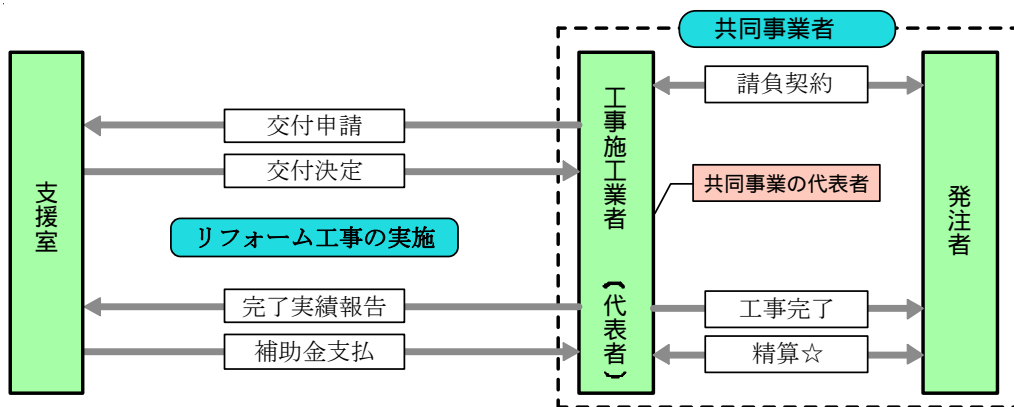 共同事業者
請負契約
交付申請
交付決定
支援室
工事施工業者
(代表者)
共同事業の代表者
発注者
リフォーム工事の実施
完了実績報告
工事完了
補助金支払
精算☆